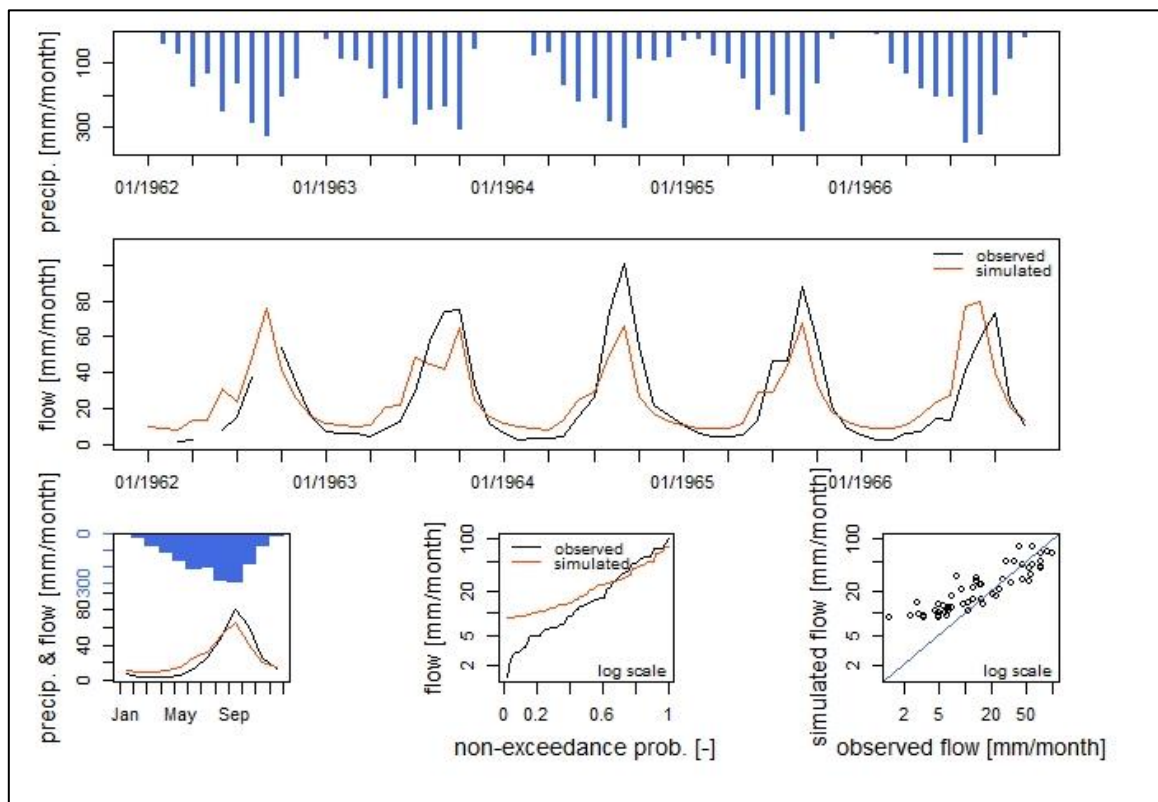 precip. [mm/month]
100
300
01/1962 01/1963 01/1964 01/1965 01/1966
flow [mm/month]
0 20 40 60 80
observed
simulated
01/1962 01/1963 01/1964 01/1965 01/1966
precip. & flow [mm/month]
0
300
80
40
0
Jan May Sep
flow [mm/month]
100
20
5
2
observed
simulated
log scale
0 0.2 0.6 1
non-exceedance prob. [-]
simulated flow [mm/month]
100
20
5
2
log scale
2 5 20 50
observed flow [mm/month]